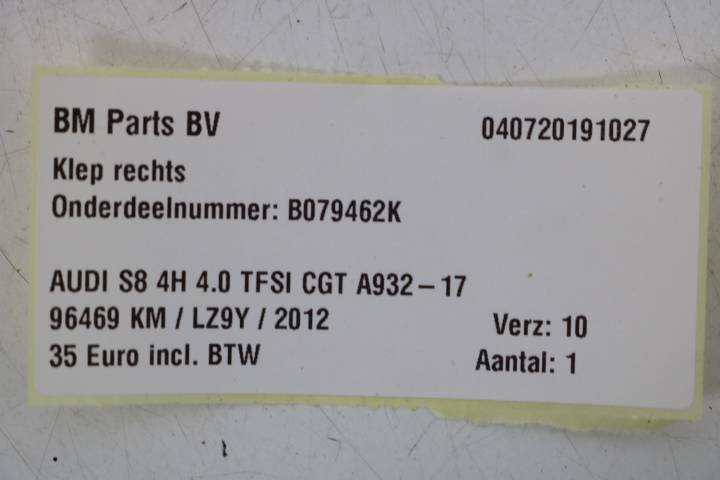 BM Parts BV 040720191027
Klep rechts
Onderdeelnummer: B079462K
AUDI S8 4H 4.0 TFSI CGT A932-17
96469 KM / LZ9Y / 2012 Verz: 10
35 Euro incl. BTW Aantal: 1